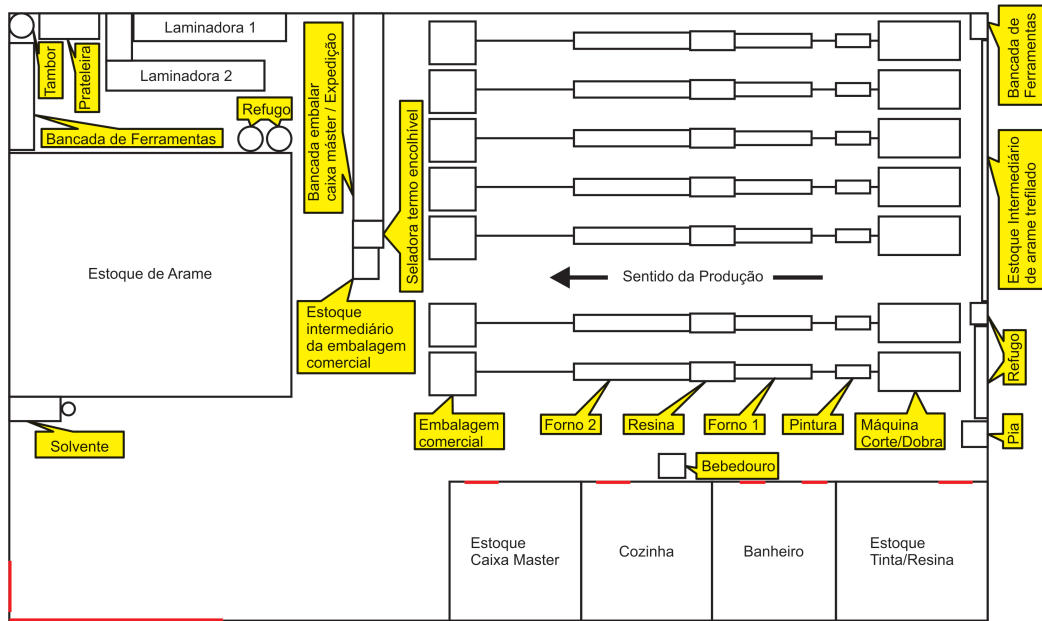 Laminadora 1
Laminadora 2
Tambor
Prateleira
Refugo
Bancada de Ferramentas
Bancada embalar
caixa máster / Expedição
Seladora termo encolhível
Estoque de Arame
Estoque
intermediário
da embalagem
comercial
Solvente
Sentido da Produção
Bancada de
Ferramentas
Estoque Intermediário
de arame trefilado
Refugo
Pia
Embalagem
comercial
Forno 2
Resina
Forno 1
Pintura
Máquina
Corte/Dobra
Bebedouro
Estoque
Caixa Master
Cozinha
Banheiro
Estoque
Tinta/Resina